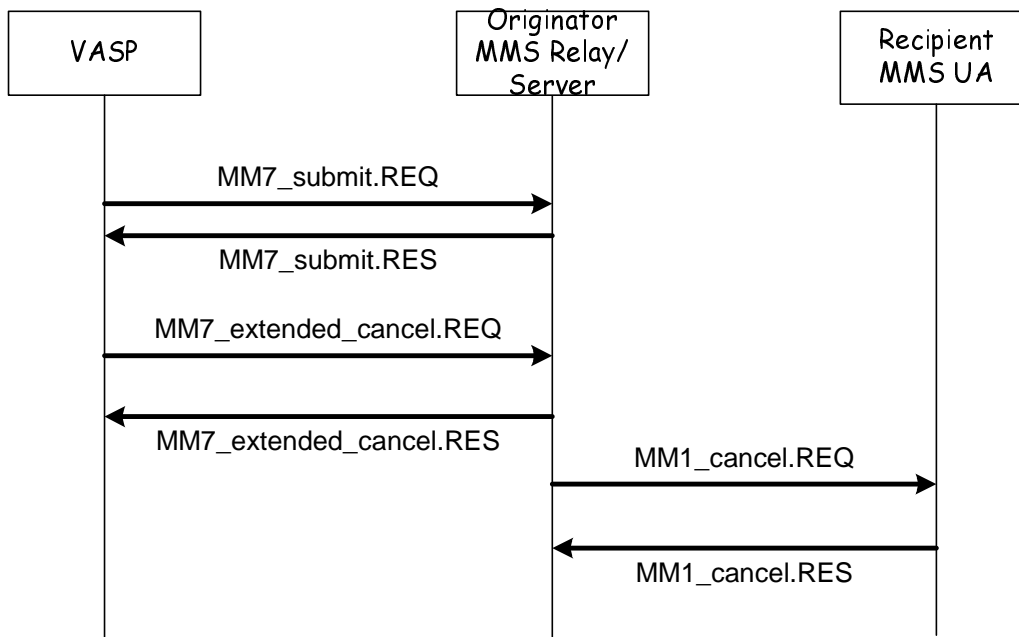 VASP
Originator
MMS Relay/
Server
Recipient
MMS UA
MM7_submit.REQ
MM7_submit.RES
MM7_extended_cancel.REQ
MM7_extended_cancel.RES
MM1_cancel.REQ
MM1_cancel.RES